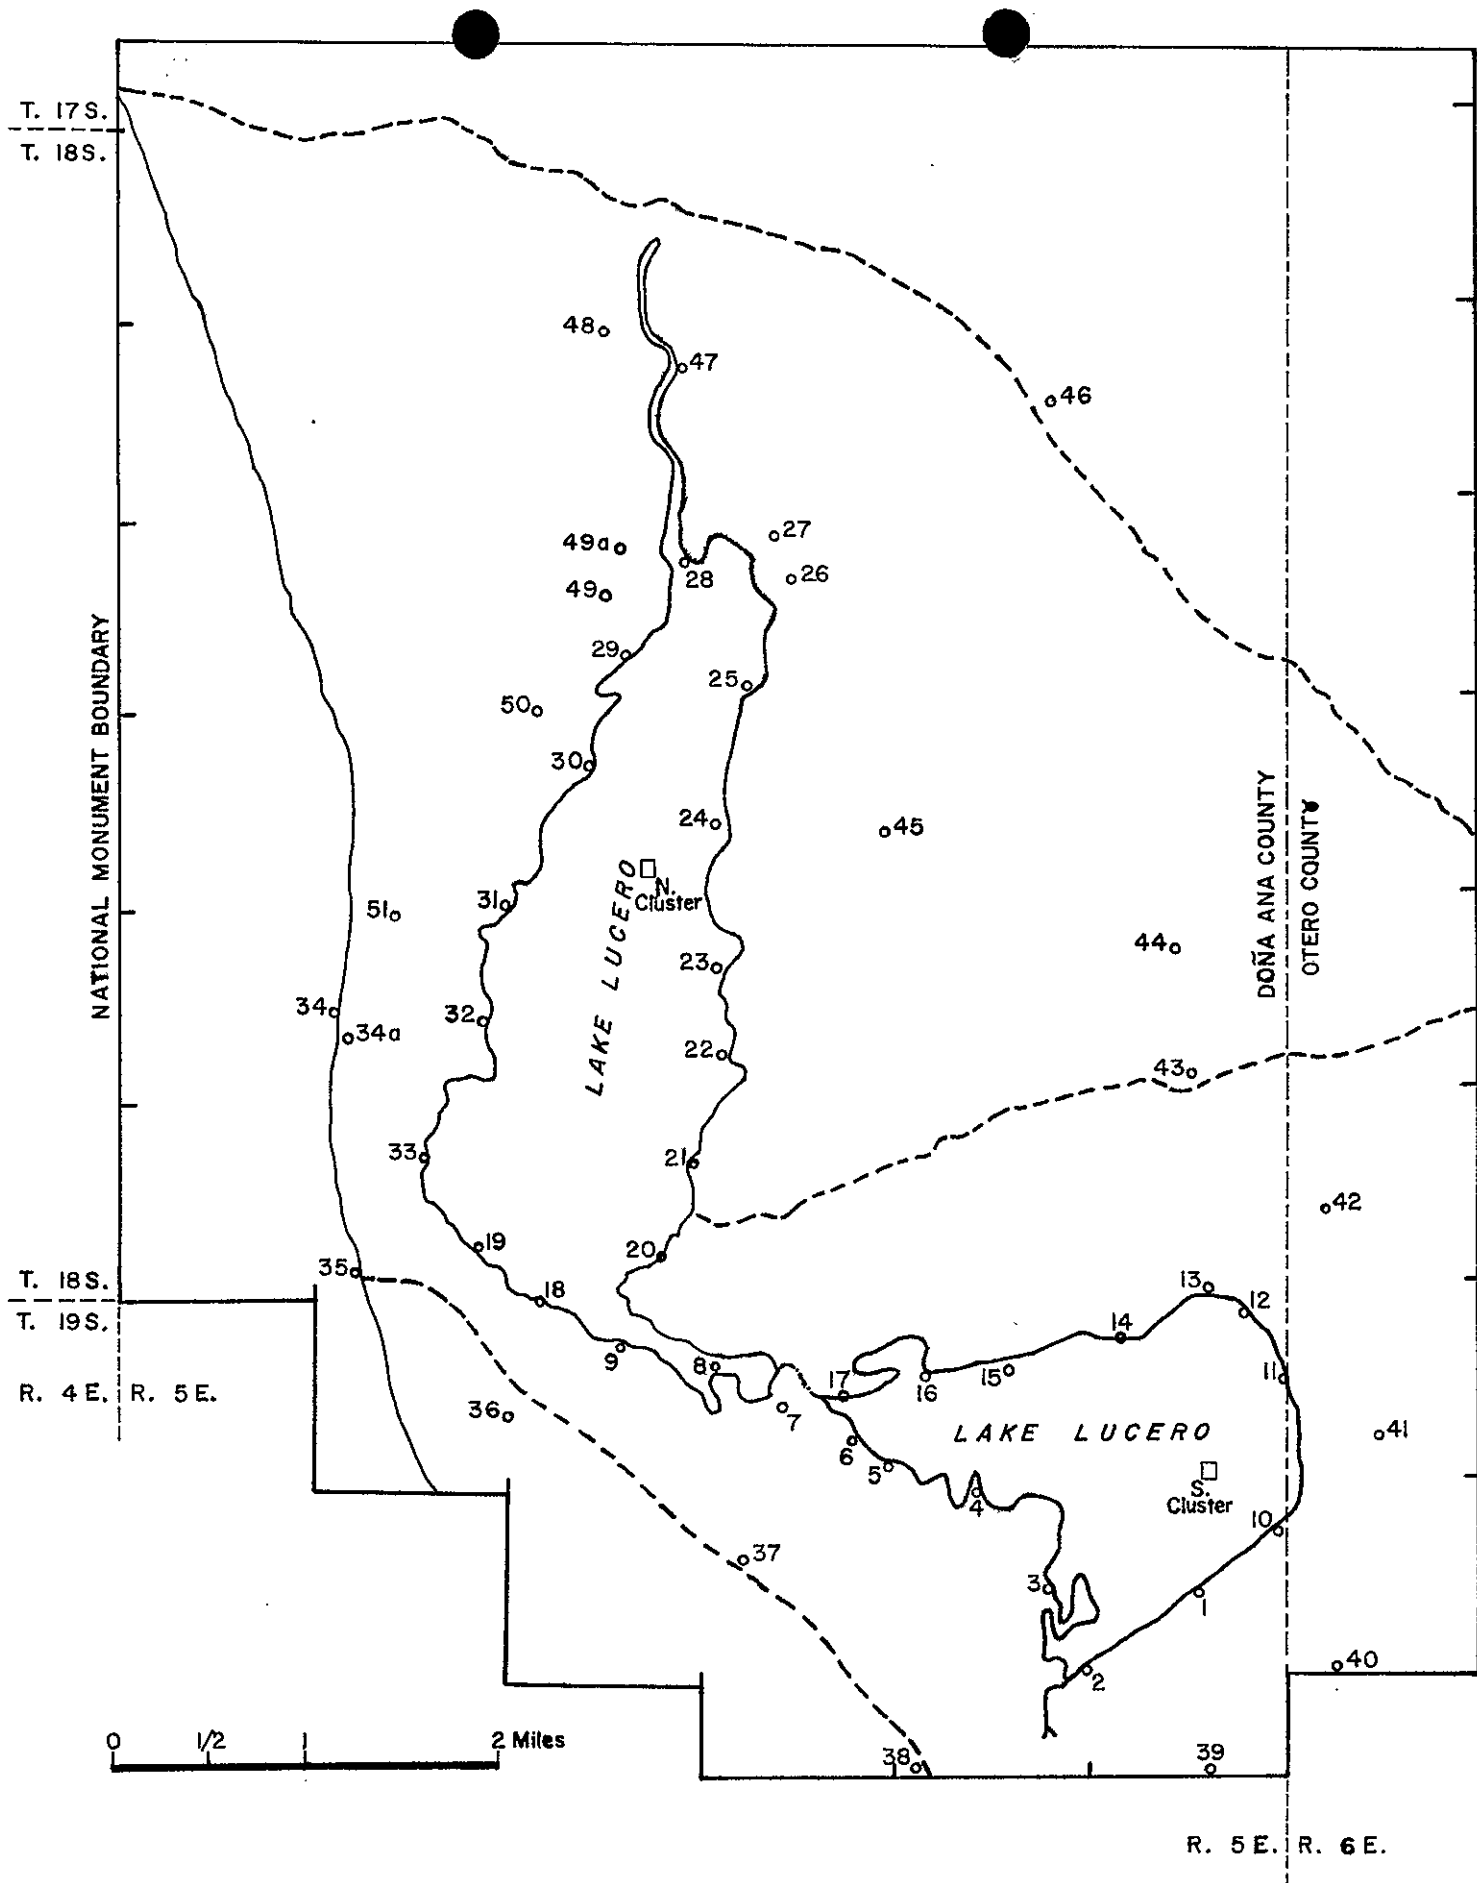 T. 17 S.
T. 18 S.
48
47
46
27
49a
26
28
49
29
25
50
30
24
45
N.
Cluster
31
51
LAKE LUCERO
44
23
NATIONAL MONUMENT BOUNDARY
DOÑA ANA COUNTY
OTERO COUNTY
34
32
34a
22
43
33
21
42
19
20
35
T. 18 S.
13
18
12
T. 19 S.
14
9
8
17
15
11
16
R. 4 E. R. 5 E.
36
7
41
LAKE LUCERO
6
5
S.
Cluster
4
10
37
3
1
40
2
0 1/2 1 2 Miles
38
39
R. 5 E. R. 6 E.